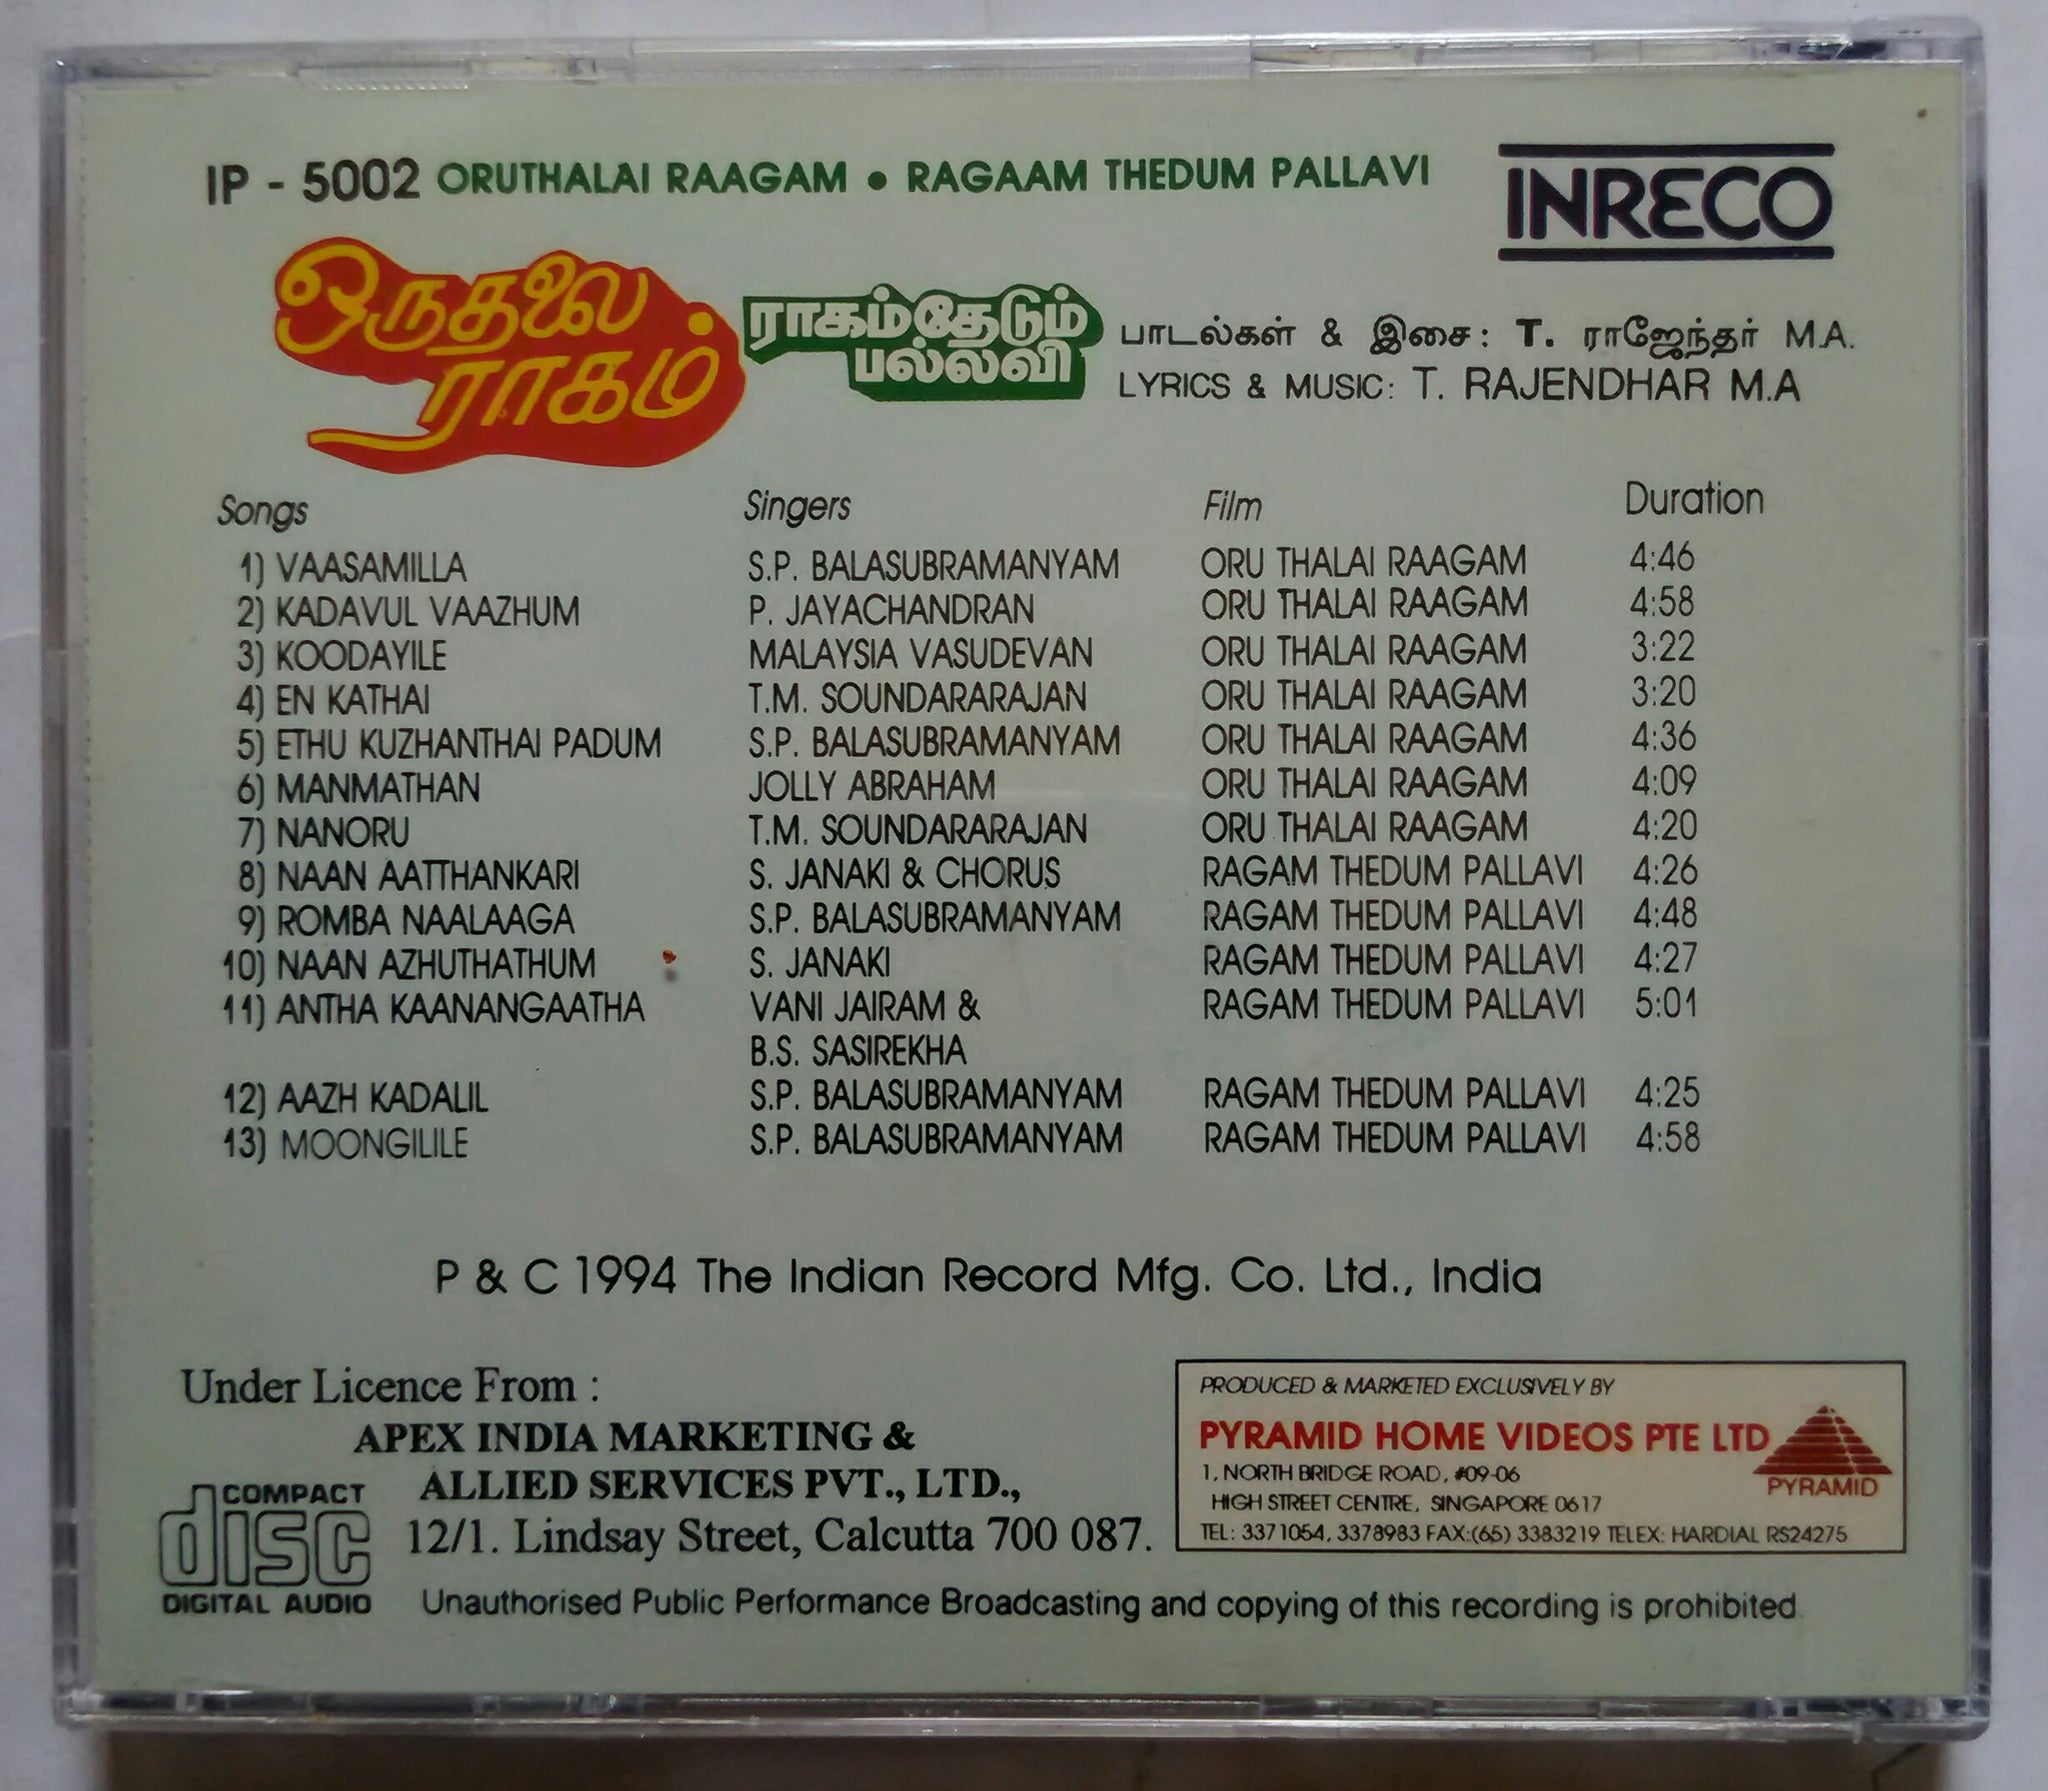 IP - 5002 ORUTHALAI RAAGAM • RAGAAM THEDUM PALLAVI
INRECO
ஒருதலை
ராகம்
ராகம்தேடும்
பல்லவி
பாடல்கள் & இசை: T. ராஜேந்தர் M.A.
LYRICS & MUSIC: T. RAJENDHAR M.A
Songs Singers Film Duration
1) VAASAMILLA S.P. BALASUBRAMANYAM ORU THALAI RAAGAM 4:46
2) KADAVUL VAAZHUM P. JAYACHANDRAN ORU THALAI RAAGAM 4:58
3) KOODAYILE MALAYSIA VASUDEVAN ORU THALAI RAAGAM 3:22
4) EN KATHAI T.M. SOUNDARARAJAN ORU THALAI RAAGAM 3:20
5) ETHU KUZHANTHAI PADUM S.P. BALASUBRAMANYAM ORU THALAI RAAGAM 4:36
6) MANMATHAN JOLLY ABRAHAM ORU THALAI RAAGAM 4:09
7) NANORU T.M. SOUNDARARAJAN ORU THALAI RAAGAM 4:20
8) NAAN AATTHANKARI S. JANAKI & CHORUS RAGAM THEDUM PALLAVI 4:26
9) ROMBA NAALAAGA S.P. BALASUBRAMANYAM RAGAM THEDUM PALLAVI 4:48
10) NAAN AZHUTHATHUM S. JANAKI RAGAM THEDUM PALLAVI 4:27
11) ANTHA KAANANGAATHA VANI JAIRAM & RAGAM THEDUM PALLAVI 5:01
B.S. SASIREKHA
12) AAZH KADALIL S.P. BALASUBRAMANYAM RAGAM THEDUM PALLAVI 4:25
13) MOONGILILE S.P. BALASUBRAMANYAM RAGAM THEDUM PALLAVI 4:58
P & C 1994 The Indian Record Mfg. Co. Ltd., India
Under Licence From :
APEX INDIA MARKETING &
ALLIED SERVICES PVT., LTD.,
12/1. Lindsay Street, Calcutta 700 087.
COMPACT
disc
DIGITAL AUDIO
PRODUCED & MARKETED EXCLUSIVELY BY
PYRAMID HOME VIDEOS PTE LTD
1, NORTH BRIDGE ROAD, #09-06
HIGH STREET CENTRE, SINGAPORE 0617
TEL: 3371054, 3378983 FAX:(65) 3383219 TELEX: HARDIAL RS24275
PYRAMID
Unauthorised Public Performance Broadcasting and copying of this recording is prohibited.